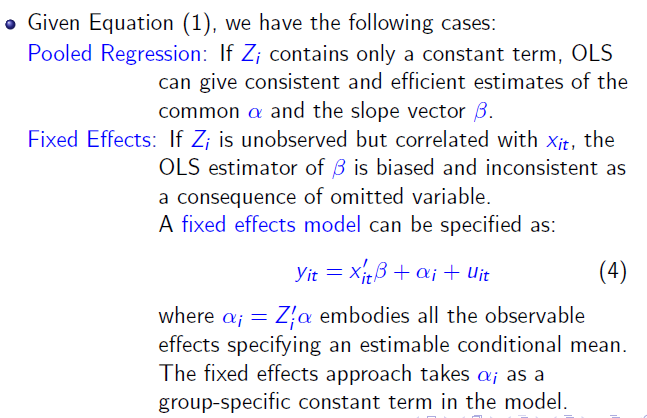 Given Equation (1), we have the following cases:
Pooled Regression: If Z_i contains only a constant term, OLS
can give consistent and efficient estimates of the
common α and the slope vector β.
Fixed Effects: If Z_i is unobserved but correlated with x_it, the
OLS estimator of β is biased and inconsistent as
a consequence of omitted variable.
A fixed effects model can be specified as:
y_it = x'_it β + α_i + u_it (4)
where α_i = Z'_i α embodies all the observable
effects specifying an estimable conditional mean.
The fixed effects approach takes α_i as a
group-specific constant term in the model.